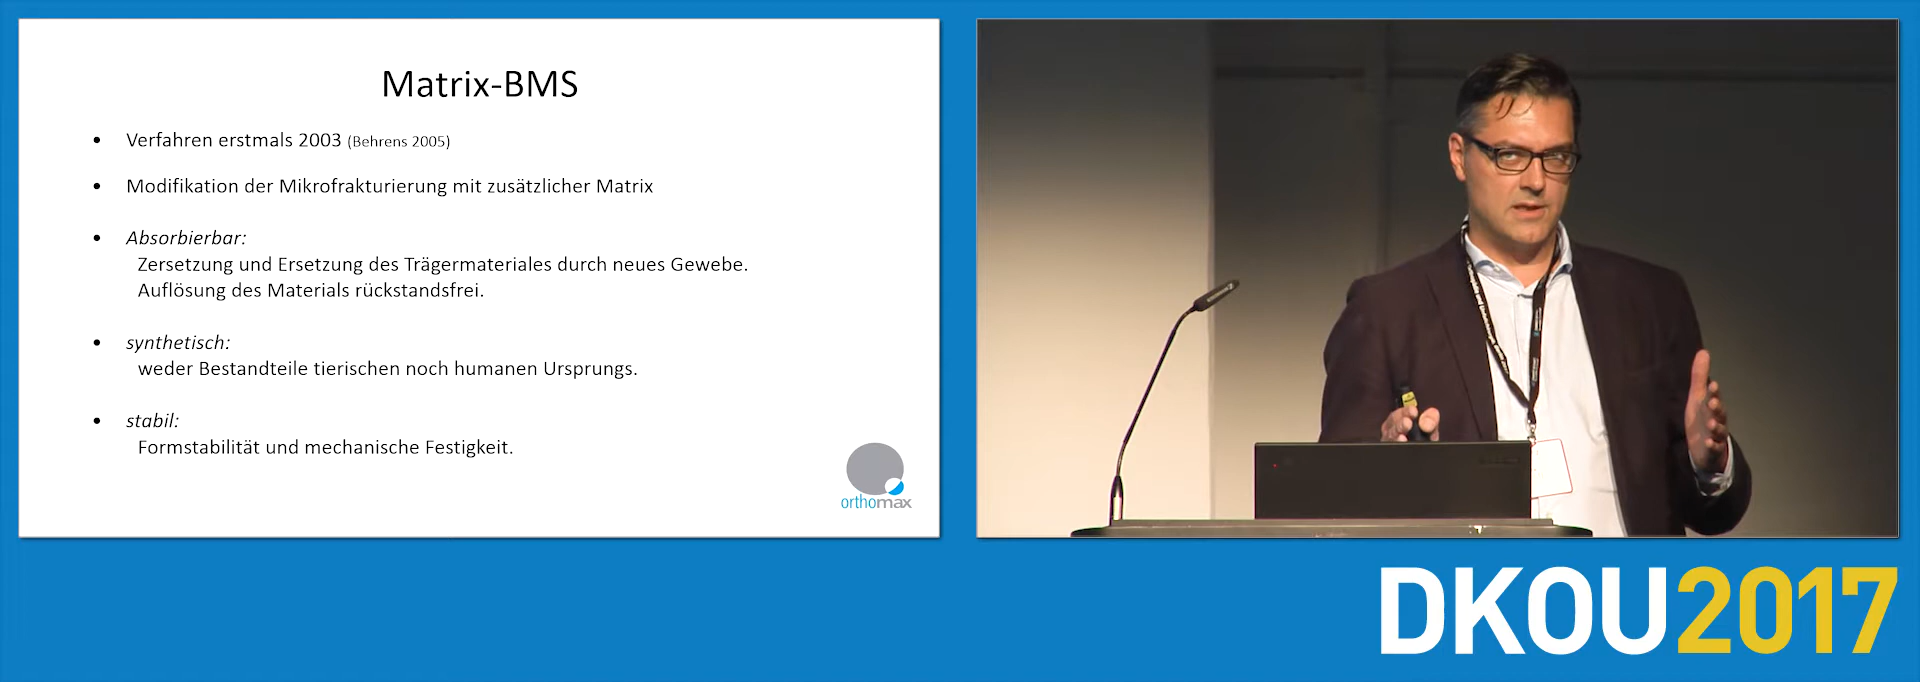 Matrix-BMS
• Verfahren erstmals 2003 (Behrens 2005)
• Modifikation der Mikrofrakturierung mit zusätzlicher Matrix
• Absorbierbar:
Zersetzung und Ersetzung des Trägermateriales durch neues Gewebe.
Auflösung des Materials rückstandsfrei.
• synthetisch:
weder Bestandteile tierischen noch humanen Ursprungs.
• stabil:
Formstabilität und mechanische Festigkeit.
orthomax
DKOU2017